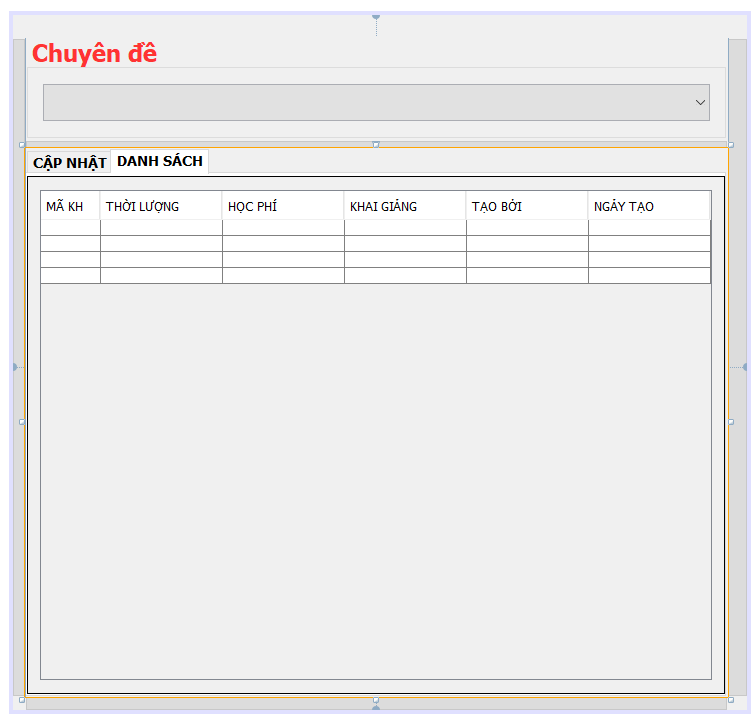 Chuyên đề
CẬP NHẬT DANH SÁCH
MÃ KH THỜI LƯỢNG HỌC PHÍ KHAI GIẢNG TẠO BỞI NGÀY TẠO